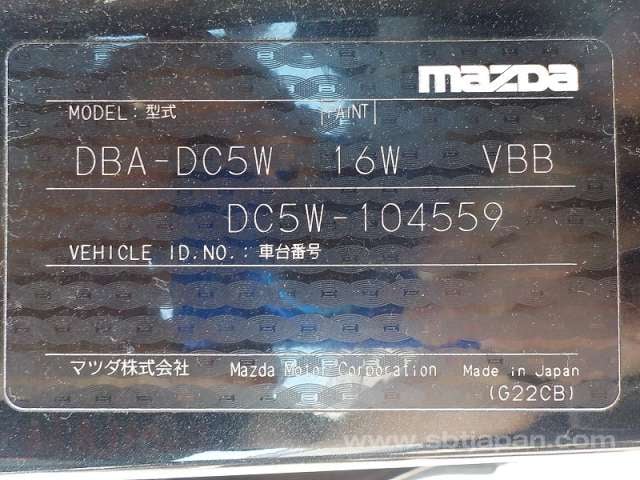 mazda
MODEL: 型式 PAINT
DBA-DC5W 16W VBB
DC5W-104559
VEHICLE ID.NO.: 車台番号
マツダ株式会社 Mazda Motor Corporation Made in Japan
(G22CB)
www.sbtjapan.com